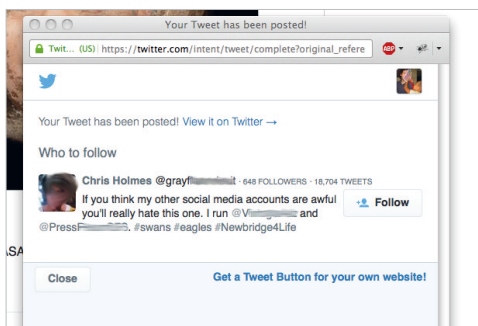 Your Tweet has been posted!
Twit... (US) https://twitter.com/intent/tweet/complete?original_refere
ABP
Your Tweet has been posted! View it on Twitter →
Who to follow
Chris Holmes @grayf · 648 FOLLOWERS · 18,704 TWEETS
If you think my other social media accounts are awful
you'll really hate this one. I run @V and
@Press . #swans #eagles #Newbridge4Life
Follow
SA
Close
Get a Tweet Button for your own website!